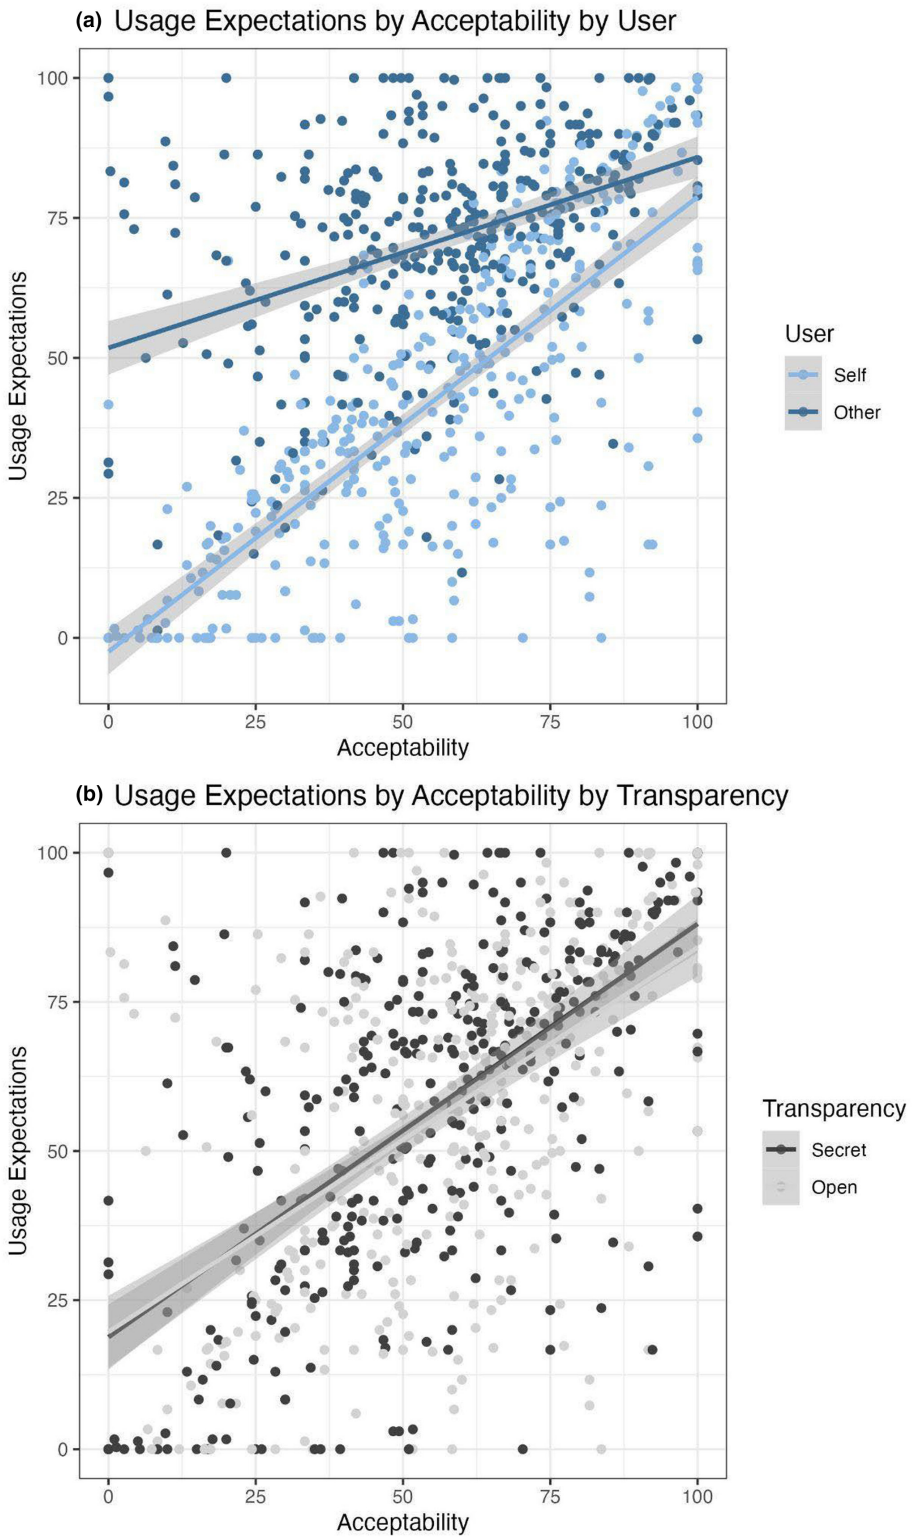 (a) Usage Expectations by Acceptability by User
100
75
50
25
0
Usage Expectations
0 25 50 75 100
Acceptability
User
Self
Other
(b) Usage Expectations by Acceptability by Transparency
100
75
50
25
0
Usage Expectations
0 25 50 75 100
Acceptability
Transparency
Secret
Open